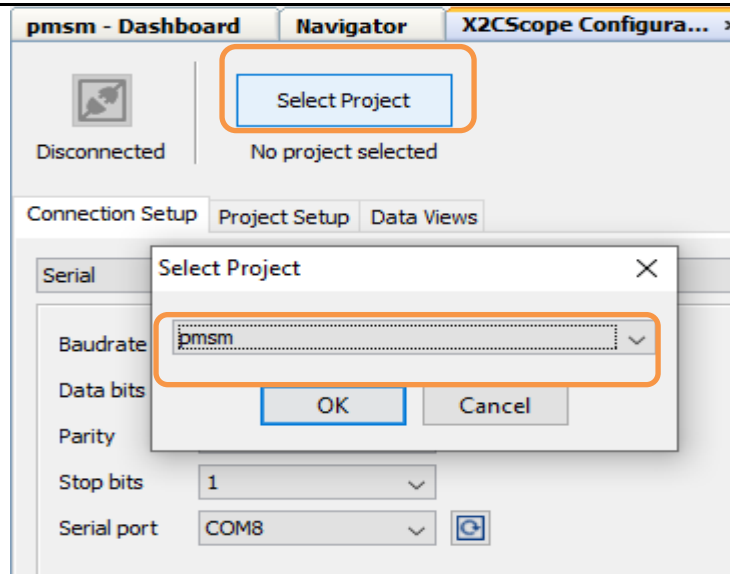 pmsm - Dashboard Navigator X2CScope Configura...
Select Project
Disconnected No project selected
Connection Setup Project Setup Data Views
Serial
Select Project
Baudrate
pmsm
Data bits
OK Cancel
Parity
Stop bits 1
Serial port COM8